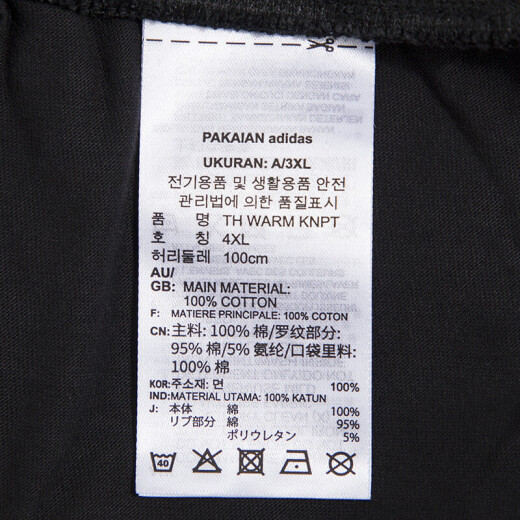 PAKAIAN adidas
UKURAN: A/3XL
전기용품 및 생활용품 안전
관리법에 의한 품질표시
품 명 TH WARM KNPT
호 칭 4XL
허리둘레 100cm
AU/
GB: MAIN MATERIAL:
100% COTTON
F: MATIERE PRINCIPALE: 100% COTON
CN: 主料: 100% 棉/罗纹部分:
95% 棉/5% 氨纶/口袋里料:
100% 棉
KOR: 주소재: 면 100%
IND: MATERIAL UTAMA: 100% KATUN
J: 本体 綿 100%
リブ部分 綿 95%
ポリウレタン 5%
40